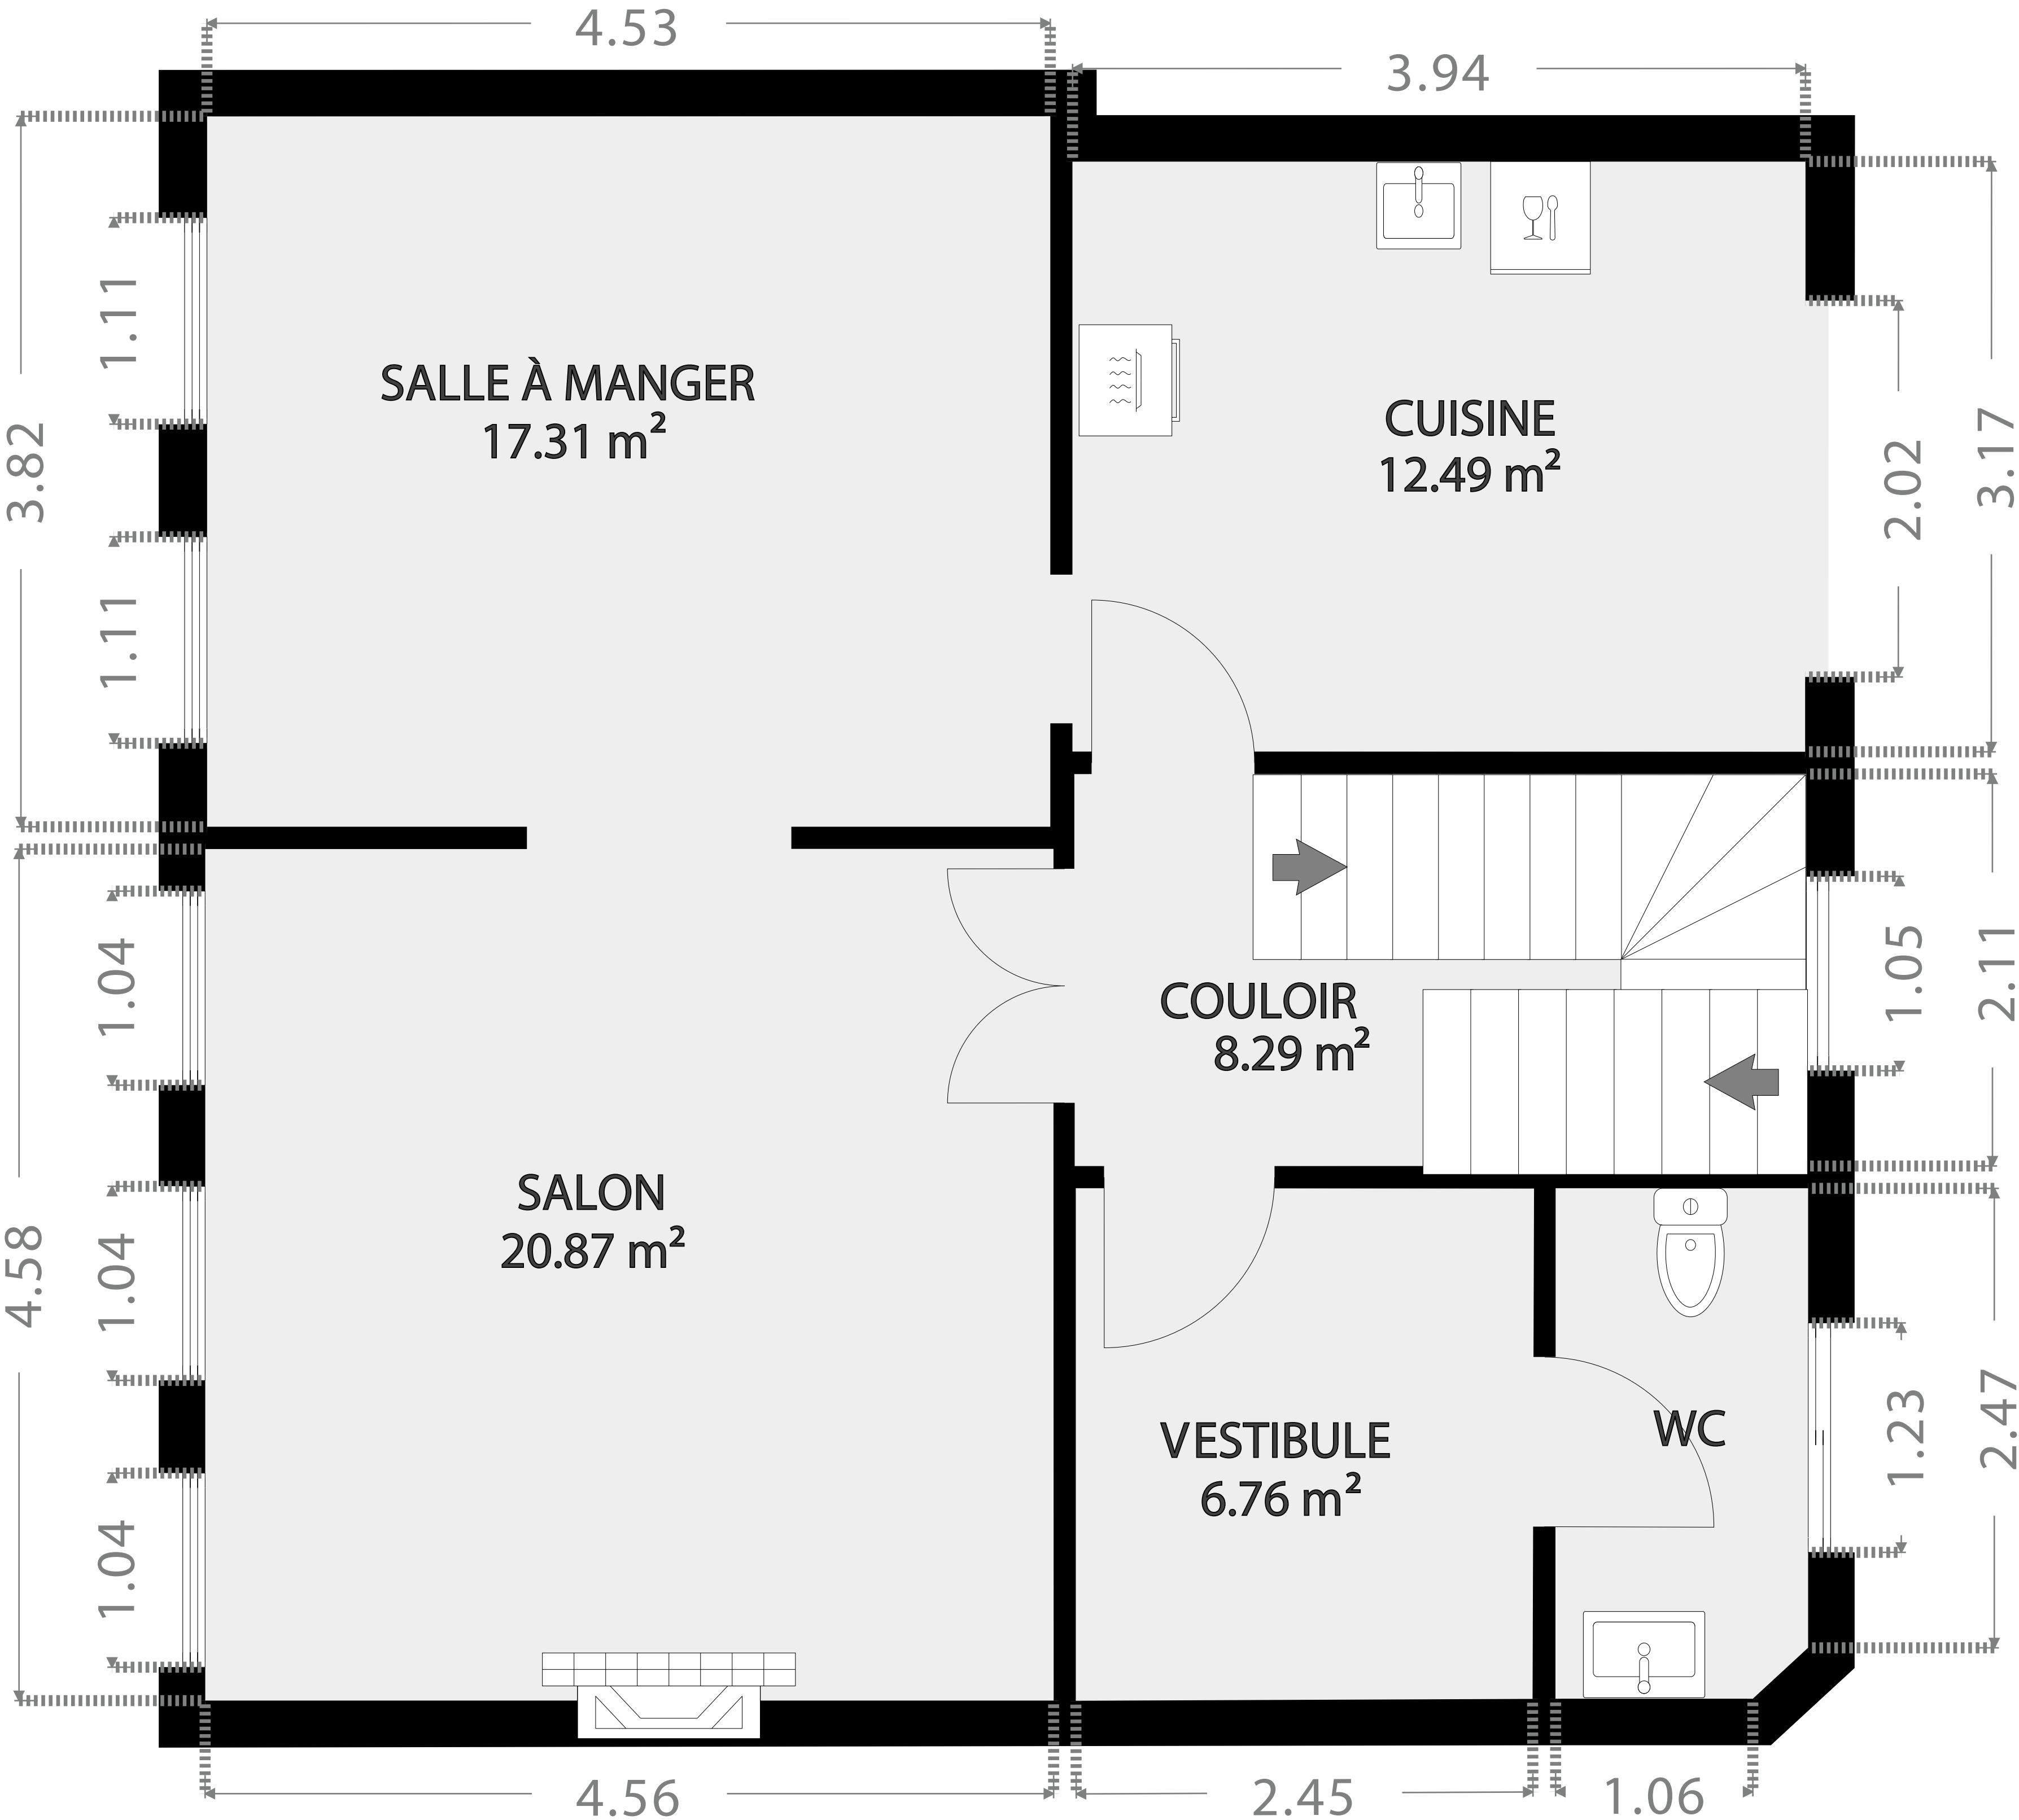 4.53
3.94
1.11
1.11
3.82
SALLE À MANGER
17.31 m²
CUISINE
12.49 m²
2.02
3.17
1.04
1.04
1.04
4.58
COULOIR
8.29 m²
1.05
2.11
SALON
20.87 m²
VESTIBULE
6.76 m²
WC
1.23
2.47
4.56
2.45
1.06